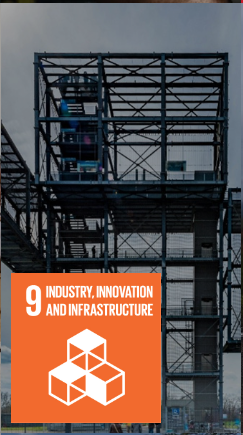 9 INDUSTRY, INNOVATION
AND INFRASTRUCTURE